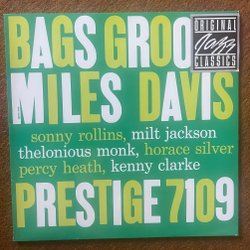 BAGS GROO
ORIGINAL
Jazz
CLASSICS
MILES DAVIS
sonny rollins, milt jackson
thelonious monk, horace silver
percy heath, kenny clarke
PRESTIGE 7109